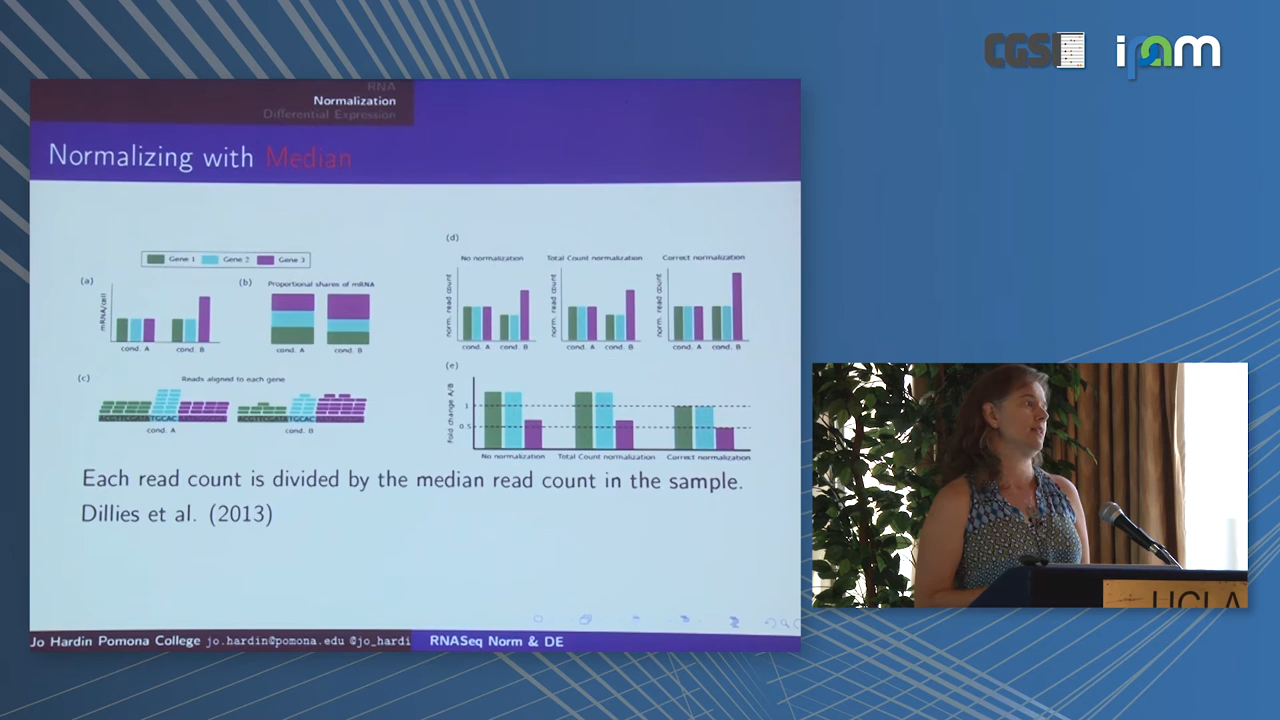 CGSI
ipam
RNA
Normalization
Differential Expression
Normalizing with Median
Gene 1 Gene 2 Gene 3
(a)
mRNA/cell
cond. A cond. B
(b)
Proportional shares of mRNA
cond. A cond. B
(c)
Reads aligned to each gene
cond. A cond. B
(d)
No normalization Total Count normalization Correct normalization
norm. read count norm. read count norm. read count
cond. A cond. B cond. A cond. B cond. A cond. B
(e)
Fold change A/B
1
0.5
No normalization Total Count normalization Correct normalization
Each read count is divided by the median read count in the sample.
Dillies et al. (2013)
Jo Hardin Pomona College jo.hardin@pomona.edu @jo_hardi
RNASeq Norm & DE
UCLA